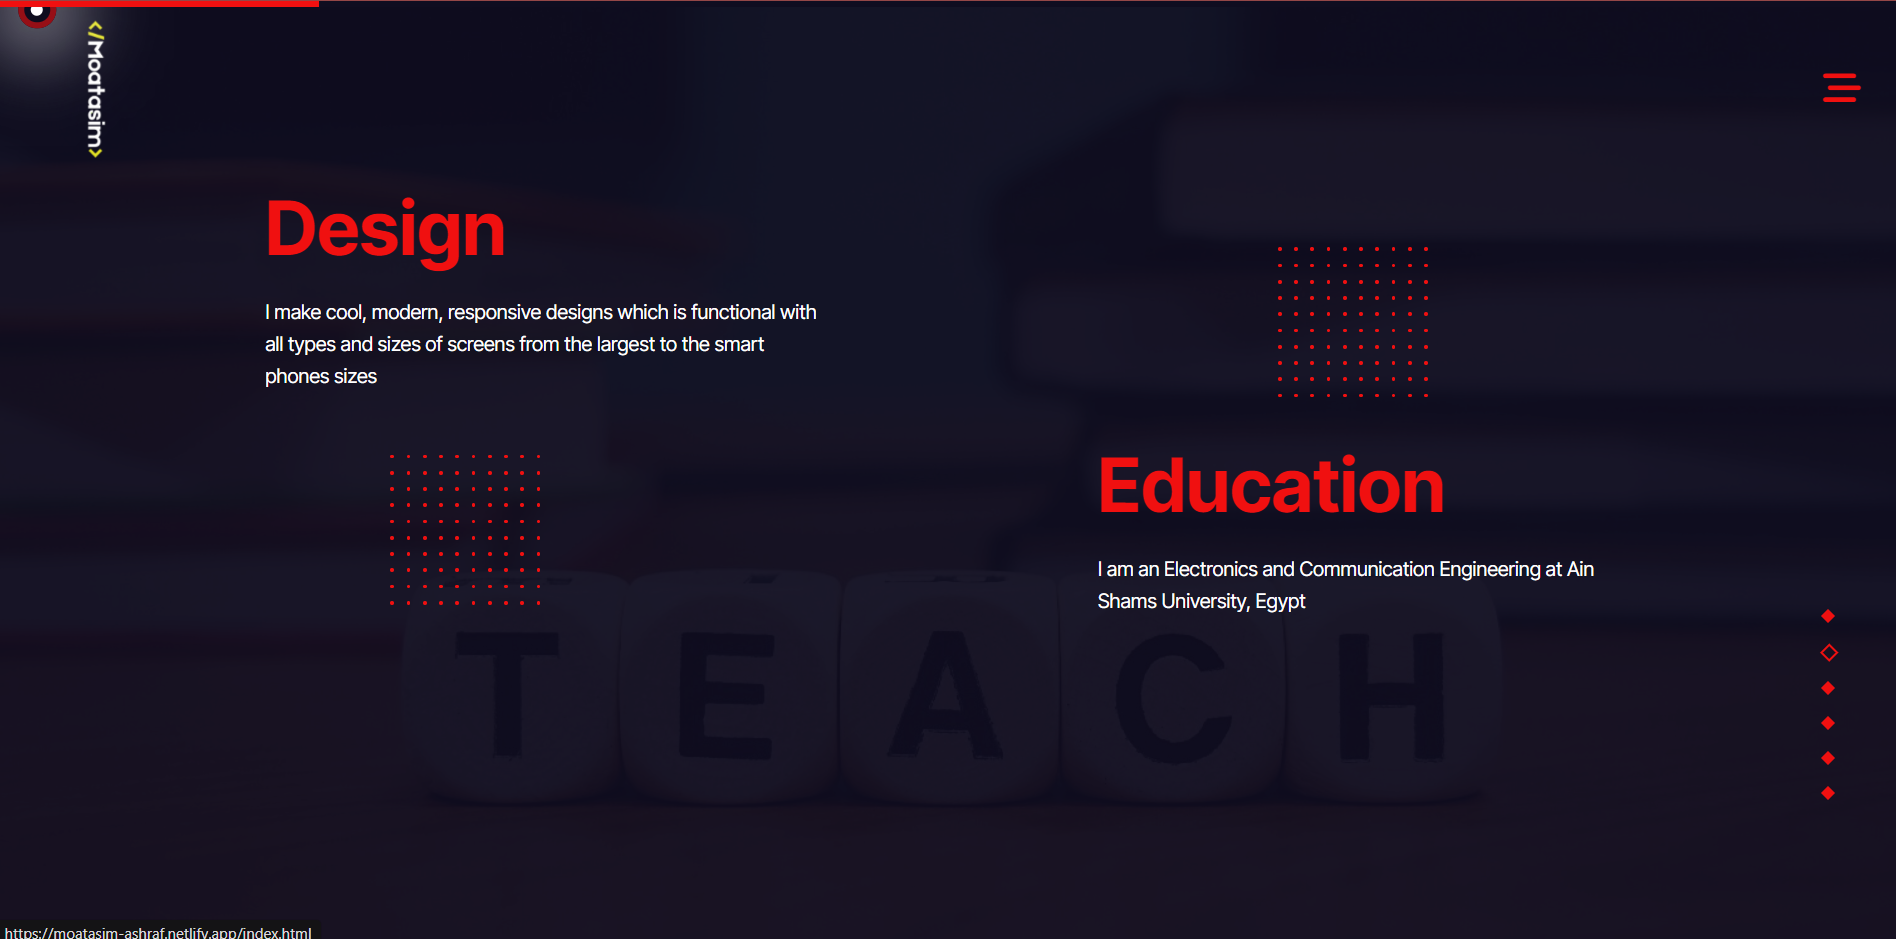 </Moatasim>
Design
I make cool, modern, responsive designs which is functional with
all types and sizes of screens from the largest to the smart
phones sizes
Education
I am an Electronics and Communication Engineering at Ain
Shams University, Egypt
T E A C H
https://moatasim-ashraf.netlify.app/index.html